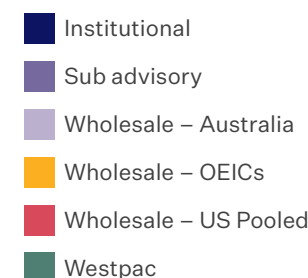 Institutional
Sub advisory
Wholesale – Australia
Wholesale – OEICs
Wholesale – US Pooled
Westpac